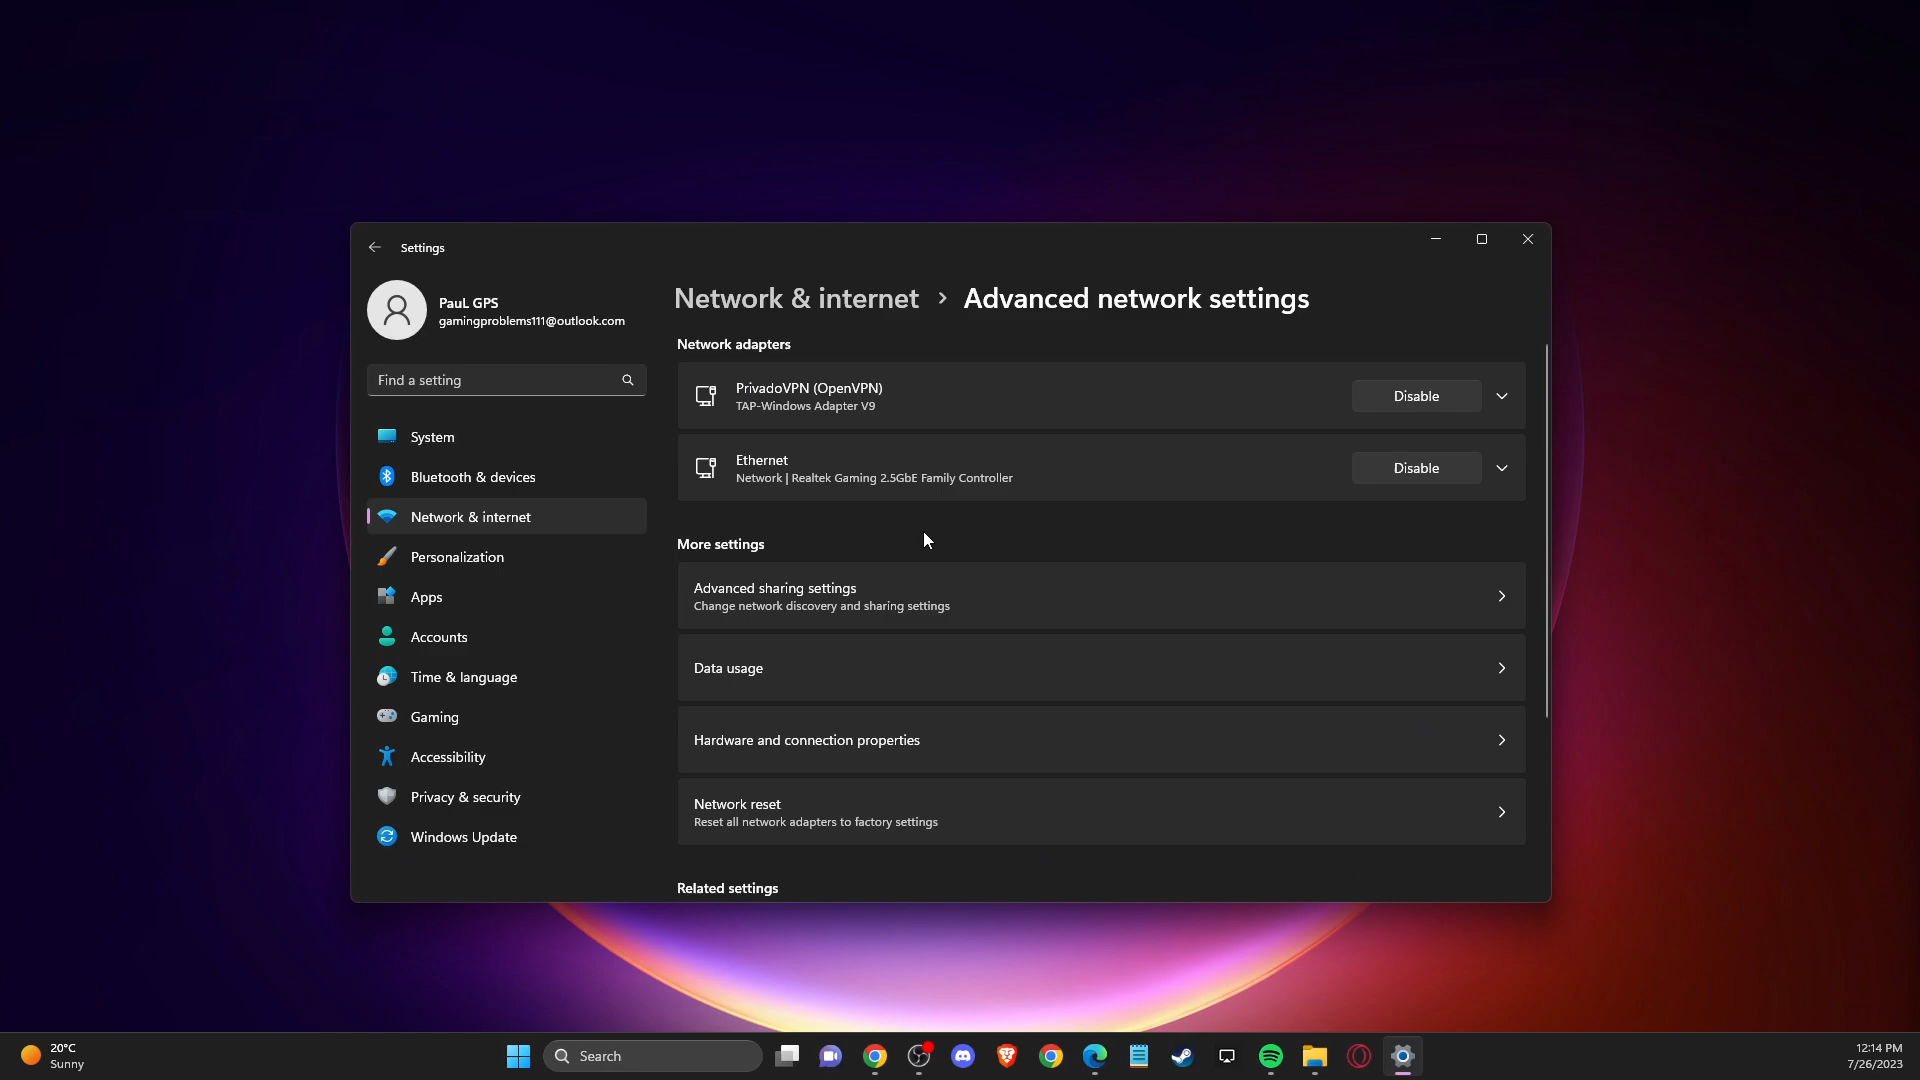 Settings
PauL GPS
gamingproblems111@outlook.com
Find a setting
System
Bluetooth & devices
Network & internet
Personalization
Apps
Accounts
Time & language
Gaming
Accessibility
Privacy & security
Windows Update
Network & internet > Advanced network settings
Network adapters
PrivadoVPN (OpenVPN)
TAP-Windows Adapter V9
Disable
Ethernet
Network | Realtek Gaming 2.5GbE Family Controller
Disable
More settings
Advanced sharing settings
Change network discovery and sharing settings
Data usage
Hardware and connection properties
Network reset
Reset all network adapters to factory settings
Related settings
20°C
Sunny
Search
12:14 PM
7/26/2023